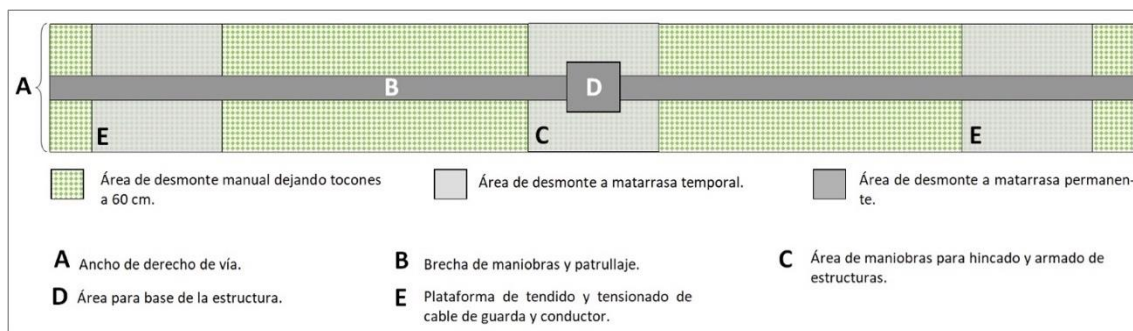 A
B
D
E
C
E
Área de desmonte manual dejando tocones
a 60 cm.
Área de desmonte a matarrasa temporal.
Área de desmonte a matarrasa permanen-
te.
A Ancho de derecho de vía.
B Brecha de maniobras y patrullaje.
C Área de maniobras para hincado y armado de
estructuras.
D Área para base de la estructura.
E Plataforma de tendido y tensionado de
cable de guarda y conductor.